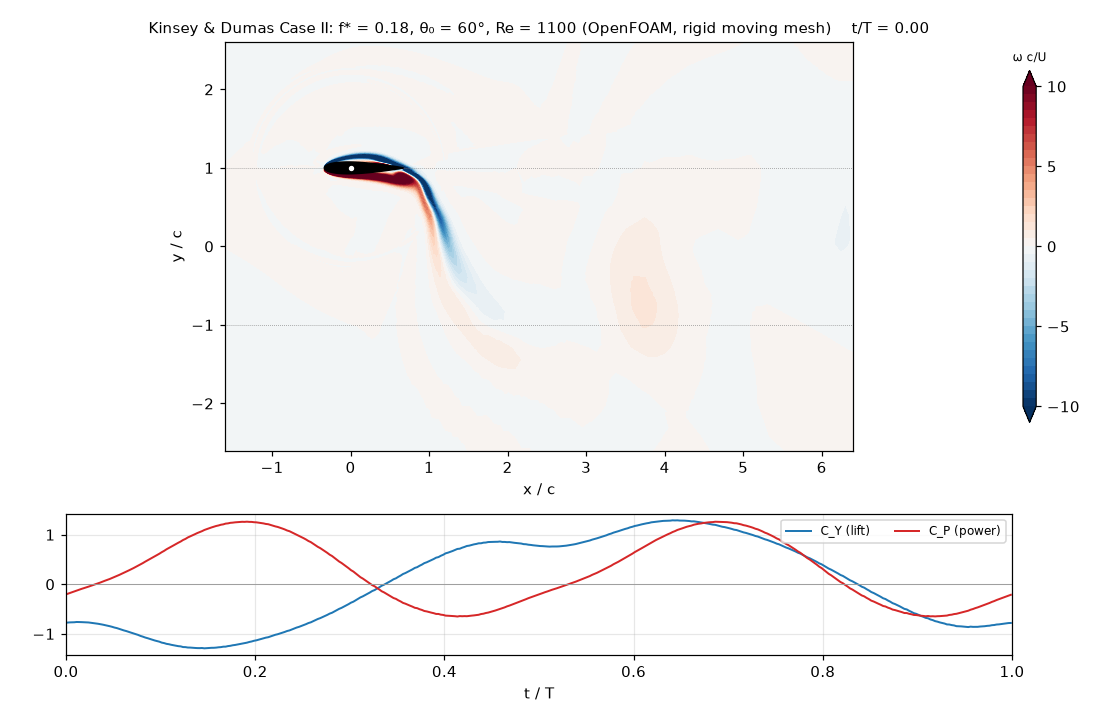 Kinsey & Dumas Case II: f* = 0.18, θ₀ = 60°, Re = 1100 (OpenFOAM, rigid moving mesh)    t/T = 0.00
ω c/U
2
1
0
−1
−2
y / c
−1 0 1 2 3 4 5 6
x / c
10
5
0
−5
−10
C_Y (lift) C_P (power)
1
0
−1
0.0 0.2 0.4 0.6 0.8 1.0
t / T